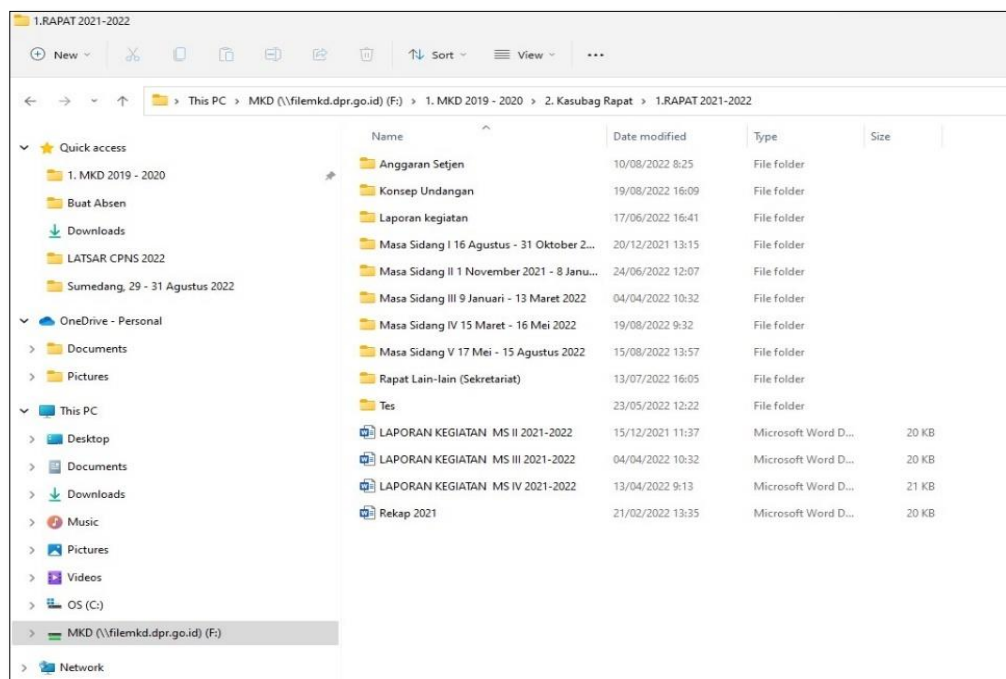 1.RAPAT 2021-2022
New Sort View ...
This PC > MKD (\\filemkd.dpr.go.id) (F:) > 1. MKD 2019 - 2020 > 2. Kasubag Rapat > 1.RAPAT 2021-2022
Quick access
1. MKD 2019 - 2020
Buat Absen
Downloads
LATSAR CPNS 2022
Sumedang, 29 - 31 Agustus 2022
OneDrive - Personal
Documents
Pictures
This PC
Desktop
Documents
Downloads
Music
Pictures
Videos
OS (C:)
MKD (\\filemkd.dpr.go.id) (F:)
Network
Name Date modified Type Size
Anggaran Setjen 10/08/2022 8:25 File folder
Konsep Undangan 19/08/2022 16:09 File folder
Laporan kegiatan 17/06/2022 16:41 File folder
Masa Sidang I 16 Agustus - 31 Oktober 2... 20/12/2021 13:15 File folder
Masa Sidang II 1 November 2021 - 8 Janu... 24/06/2022 12:07 File folder
Masa Sidang III 9 Januari - 13 Maret 2022 04/04/2022 10:32 File folder
Masa Sidang IV 15 Maret - 16 Mei 2022 19/08/2022 9:32 File folder
Masa Sidang V 17 Mei - 15 Agustus 2022 15/08/2022 13:57 File folder
Rapat Lain-lain (Sekretariat) 13/07/2022 16:05 File folder
Tes 23/05/2022 12:22 File folder
LAPORAN KEGIATAN MS II 2021-2022 15/12/2021 11:37 Microsoft Word D... 20 KB
LAPORAN KEGIATAN MS III 2021-2022 04/04/2022 10:32 Microsoft Word D... 20 KB
LAPORAN KEGIATAN MS IV 2021-2022 13/04/2022 9:13 Microsoft Word D... 21 KB
Rekap 2021 21/02/2022 13:35 Microsoft Word D... 20 KB